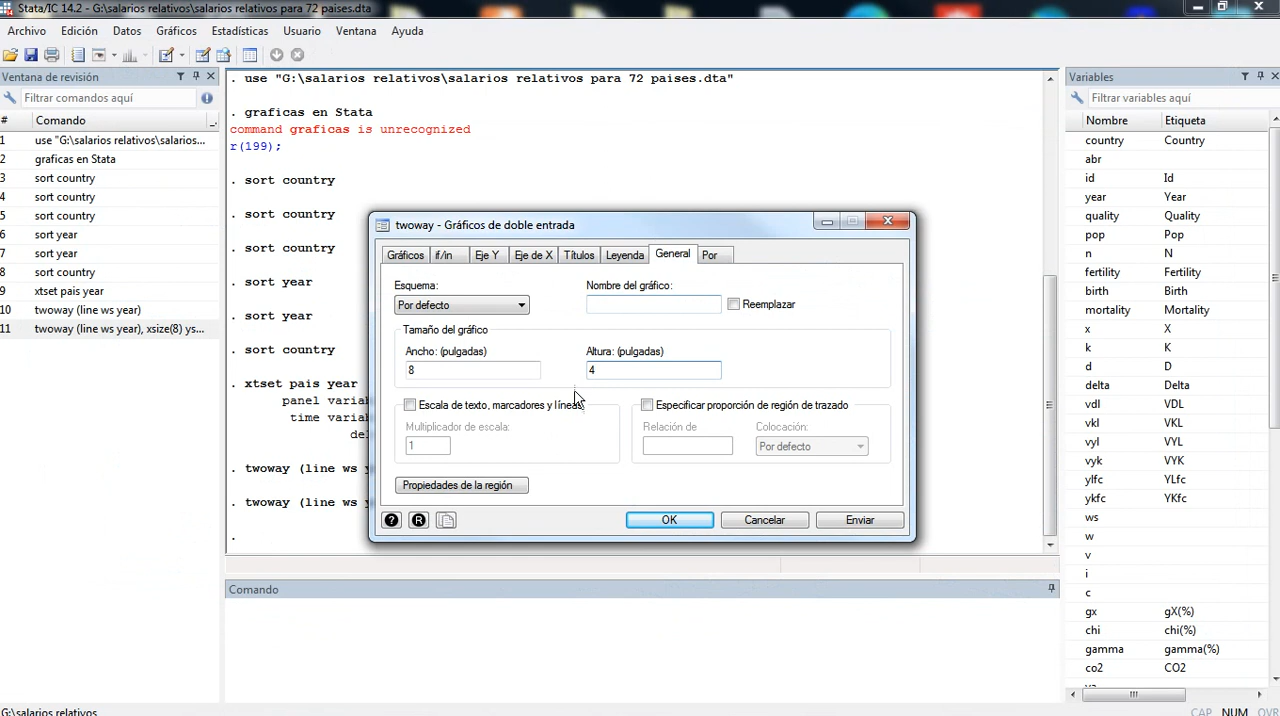 Stata/IC 14.2 - G:\salarios relativos\salarios relativos para 72 paises.dta
Archivo Edición Datos Gráficos Estadísticas Usuario Ventana Ayuda
Ventana de revisión
Filtrar comandos aquí
# Comando
1 use "G:\salarios relativos\salarios...
2 graficas en Stata
3 sort country
4 sort country
5 sort country
6 sort year
7 sort year
8 sort country
9 xtset pais year
10 twoway (line ws year)
11 twoway (line ws year), xsize(8) ys...
. use "G:\salarios relativos\salarios relativos para 72 paises.dta"
. graficas en Stata
command graficas is unrecognized
r(199);
. sort country
. sort country
. sort country
. sort year
. sort year
. sort country
. xtset pais year
panel variab
time variab
del
. twoway (line ws y
. twoway (line ws y
.
twoway - Gráficos de doble entrada
Gráficos if/in Eje Y Eje de X Títulos Leyenda General Por
Esquema: Nombre del gráfico:
Por defecto Reemplazar
Tamaño del gráfico
Ancho: (pulgadas) Altura: (pulgadas)
8 4
Escala de texto, marcadores y líneas Especificar proporción de región de trazado
Multiplicador de escala: Relación de Colocación:
1 Por defecto
Propiedades de la región
? R OK Cancelar Enviar
Comando
Variables
Filtrar variables aquí
Nombre Etiqueta
country Country
abr
id Id
year Year
quality Quality
pop Pop
n N
fertility Fertility
birth Birth
mortality Mortality
x X
k K
d D
delta Delta
vdl VDL
vkl VKL
vyl VYL
vyk VYK
ylfc YLfc
ykfc YKfc
ws
w
v
i
c
gx gX(%)
chi chi(%)
gamma gamma(%)
co2 CO2
G:\salarios relativos
CAP NUM OVR